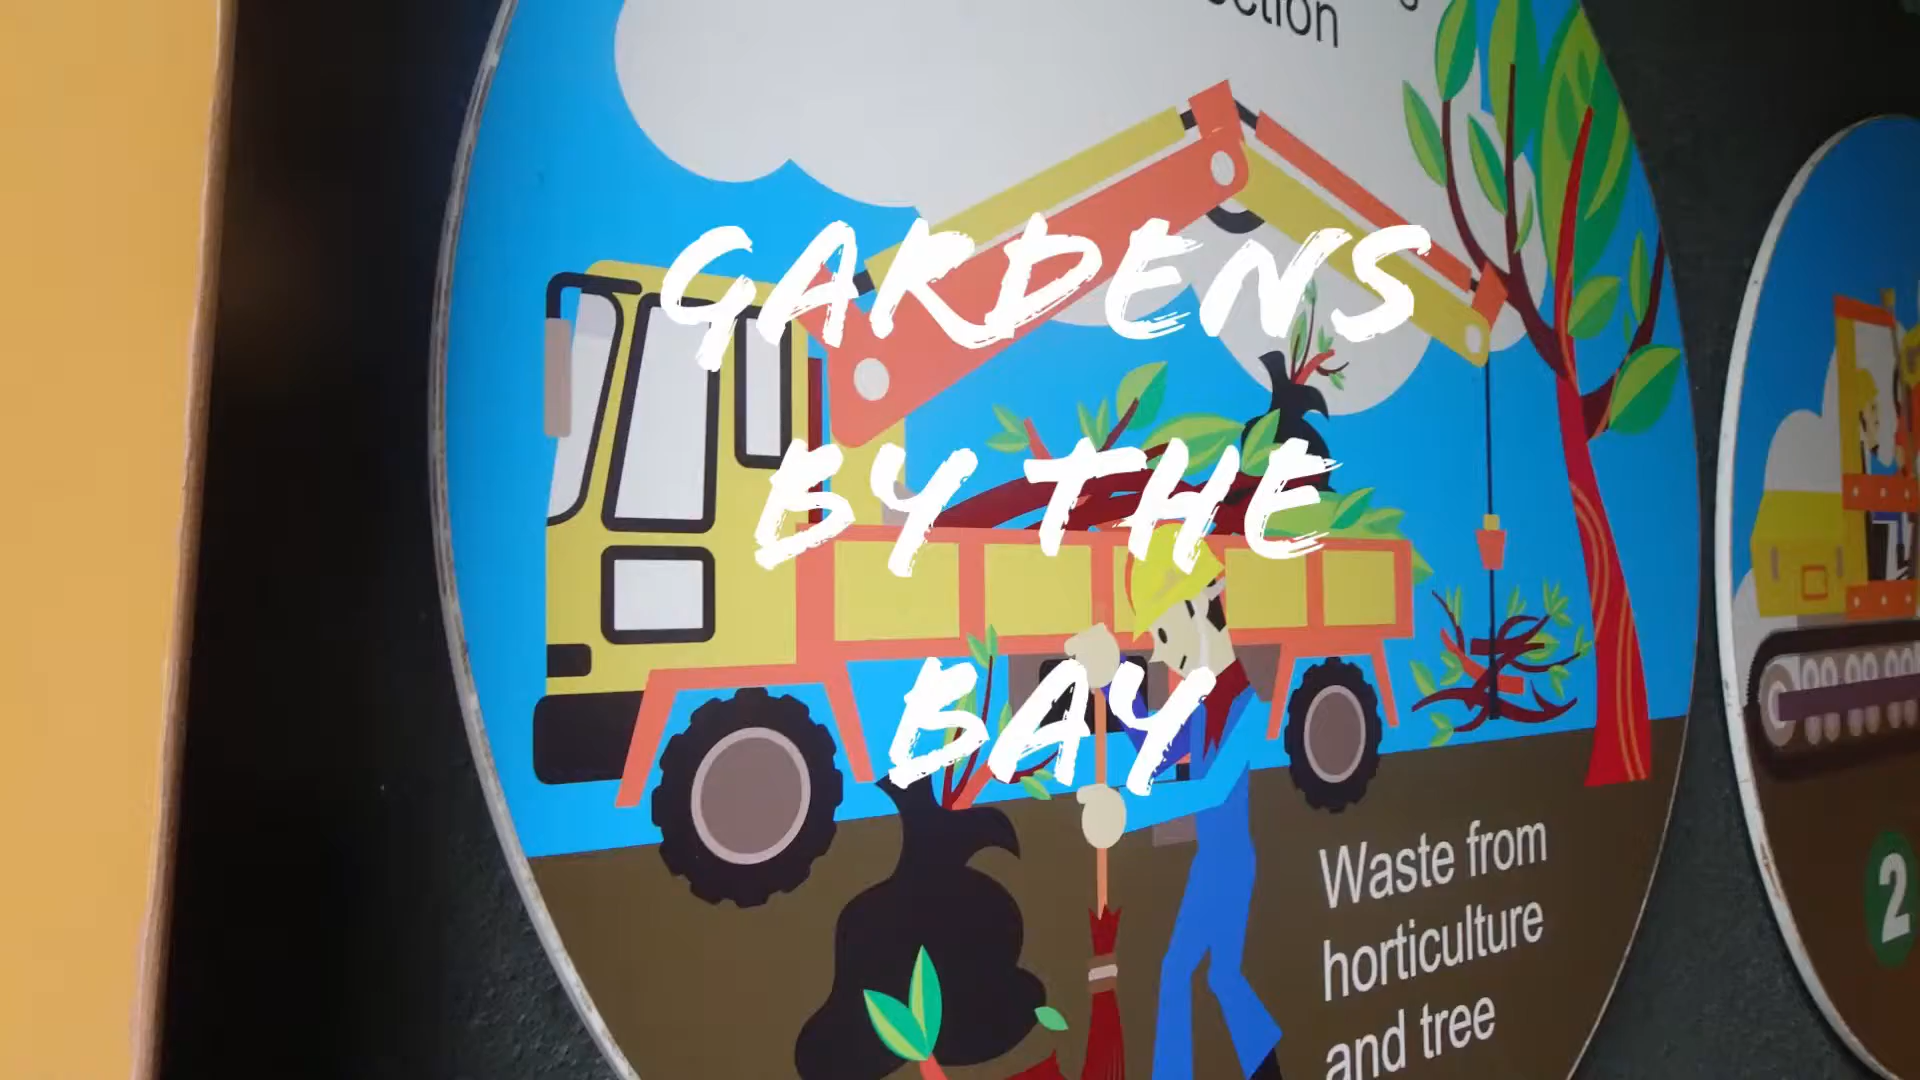 GARDENS
BY THE
BAY
Waste from
horticulture
and tree
2